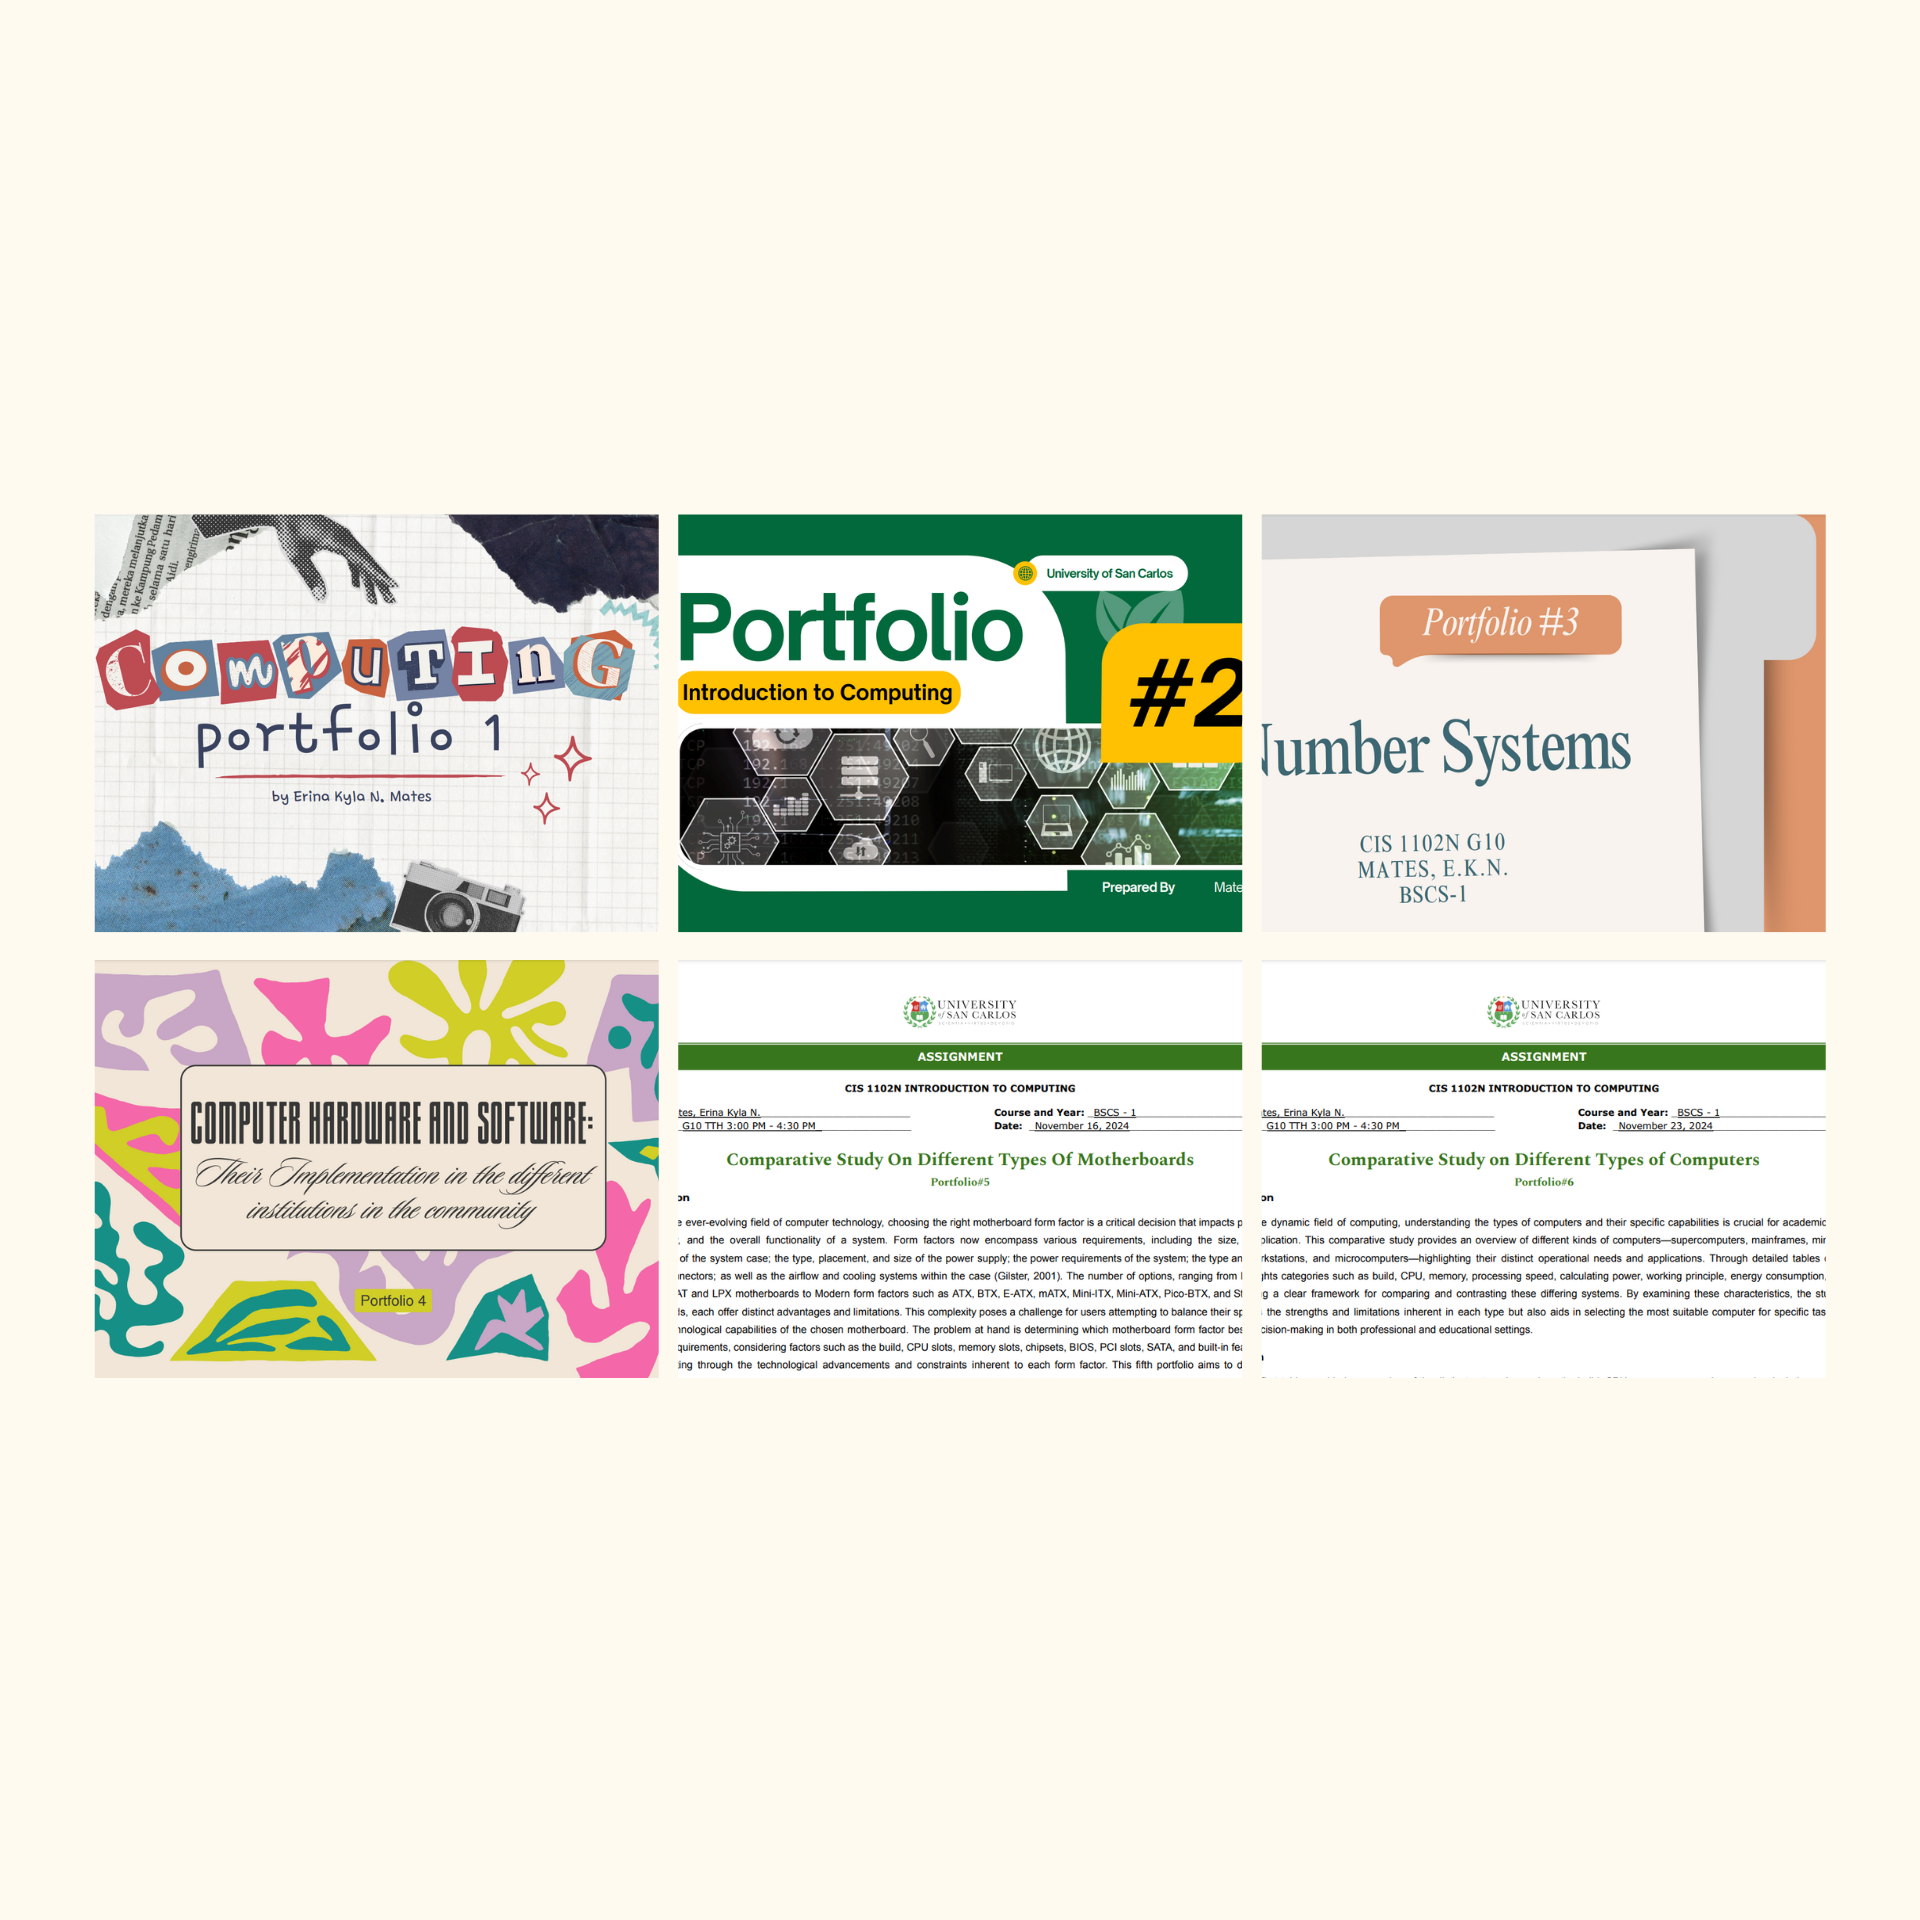 COMPUTING
portfolio 1
by Erina Kyla N. Mates
University of San Carlos
Portfolio
Introduction to Computing
#2
Prepared By Mate
Portfolio #3
Number Systems
CIS 1102N G10
MATES, E.K.N.
BSCS-1
COMPUTER HARDWARE AND SOFTWARE:
Their Implementation in the different
institutions in the community
Portfolio 4
UNIVERSITY
of SAN CARLOS
ASSIGNMENT
CIS 1102N INTRODUCTION TO COMPUTING
tes, Erina Kyla N. Course and Year: BSCS - 1
G10 TTH 3:00 PM - 4:30 PM Date: November 16, 2024
Comparative Study On Different Types Of Motherboards
Portfolio#5
on
e ever-evolving field of computer technology, choosing the right motherboard form factor is a critical decision that impacts p
, and the overall functionality of a system. Form factors now encompass various requirements, including the size,
of the system case; the type, placement, and size of the power supply; the power requirements of the system; the type an
nnectors; as well as the airflow and cooling systems within the case (Gilster, 2001). The number of options, ranging from
AT and LPX motherboards to Modern form factors such as ATX, BTX, E-ATX, mATX, Mini-ITX, Mini-ATX, Pico-BTX, and St
ls, each offer distinct advantages and limitations. This complexity poses a challenge for users attempting to balance their sp
hnological capabilities of the chosen motherboard. The problem at hand is determining which motherboard form factor bes
quirements, considering factors such as the build, CPU slots, memory slots, chipsets, BIOS, PCI slots, SATA, and built-in fea
ting through the technological advancements and constraints inherent to each form factor. This fifth portfolio aims to d
UNIVERSITY
of SAN CARLOS
ASSIGNMENT
CIS 1102N INTRODUCTION TO COMPUTING
tes, Erina Kyla N. Course and Year: BSCS - 1
G10 TTH 3:00 PM - 4:30 PM Date: November 23, 2024
Comparative Study on Different Types of Computers
Portfolio#6
on
e dynamic field of computing, understanding the types of computers and their specific capabilities is crucial for academic
plication. This comparative study provides an overview of different kinds of computers—supercomputers, mainframes, mir
rkstations, and microcomputers—highlighting their distinct operational needs and applications. Through detailed tables
ghts categories such as build, CPU, memory, processing speed, calculating power, working principle, energy consumption,
g a clear framework for comparing and contrasting these differing systems. By examining these characteristics, the stu
the strengths and limitations inherent in each type but also aids in selecting the most suitable computer for specific tas
cision-making in both professional and educational settings.